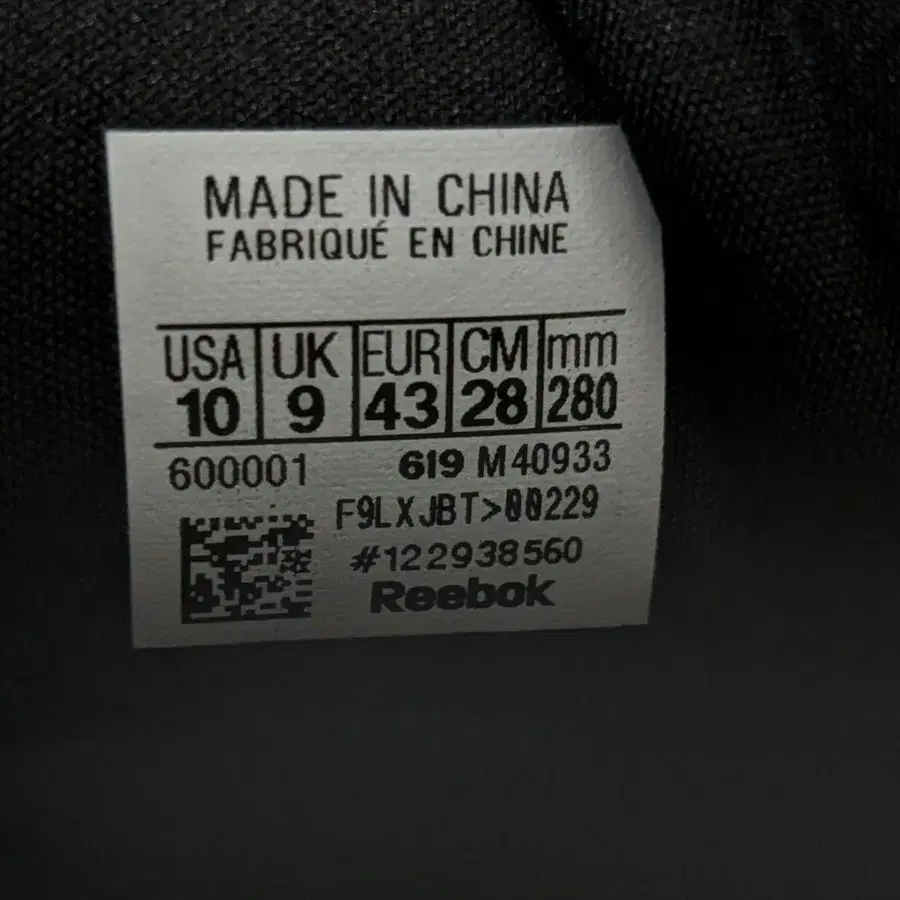 MADE IN CHINA
FABRIQUÉ EN CHINE
USA UK EUR CM mm
10 9 43 28 280
600001 619 M40933
F9LXJBT>00229
#122938560
Reebok